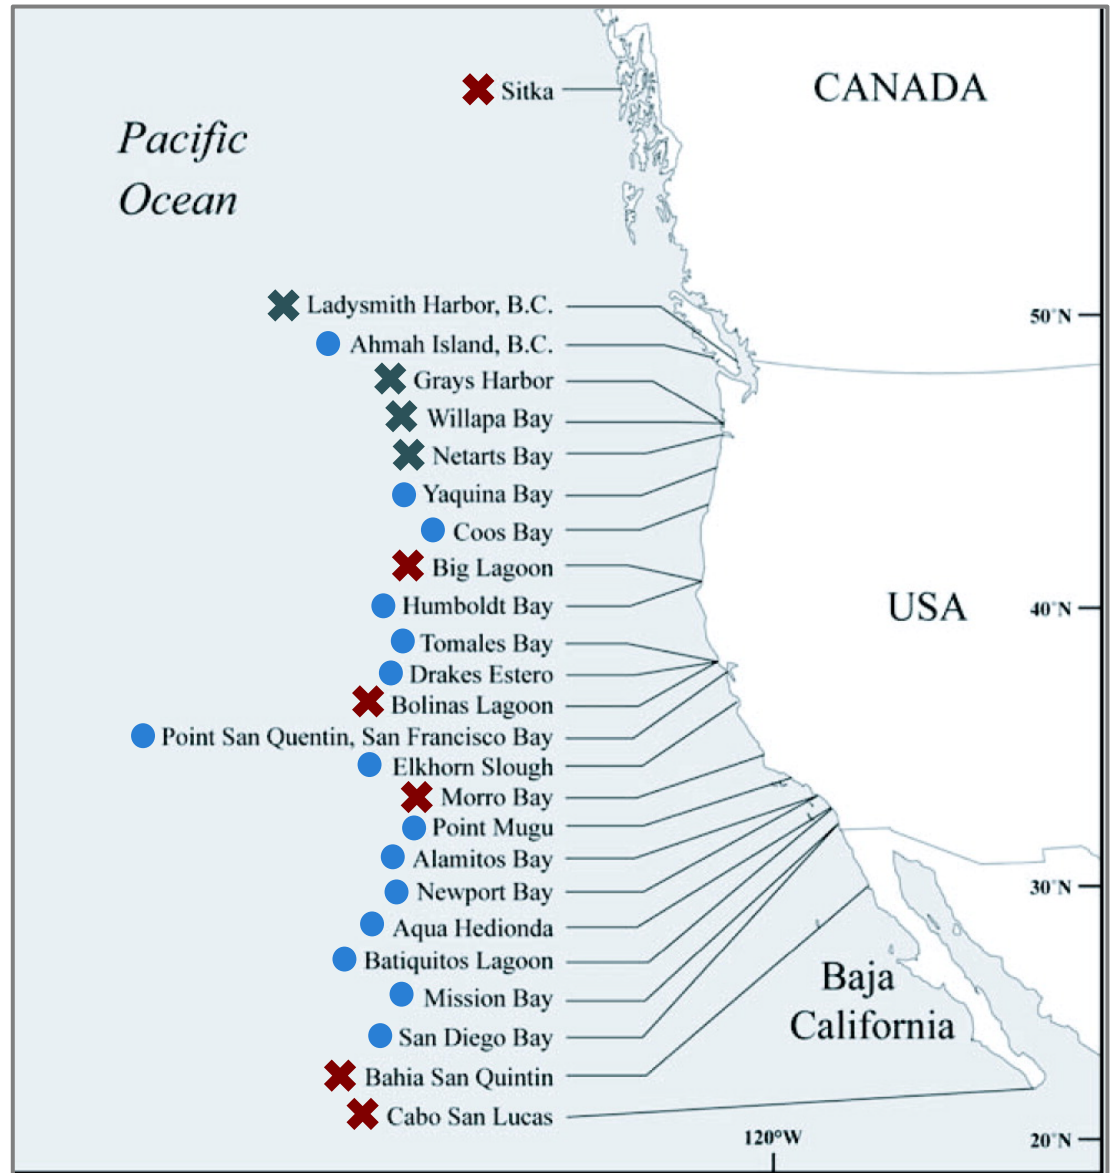 CANADA
Sitka
Pacific
Ocean
Ladysmith Harbor, B.C.
50°N
Ahmah Island, B.C.
Grays Harbor
Willapa Bay
Netarts Bay
Yaquina Bay
Coos Bay
Big Lagoon
Humboldt Bay
USA
40°N
Tomales Bay
Drakes Estero
Bolinas Lagoon
Point San Quentin, San Francisco Bay
Elkhorn Slough
Morro Bay
Point Mugu
Alamitos Bay
Newport Bay
30°N
Aqua Hedionda
Batiquitos Lagoon
Mission Bay
San Diego Bay
Baja
California
Bahia San Quintin
Cabo San Lucas
120°W
20°N